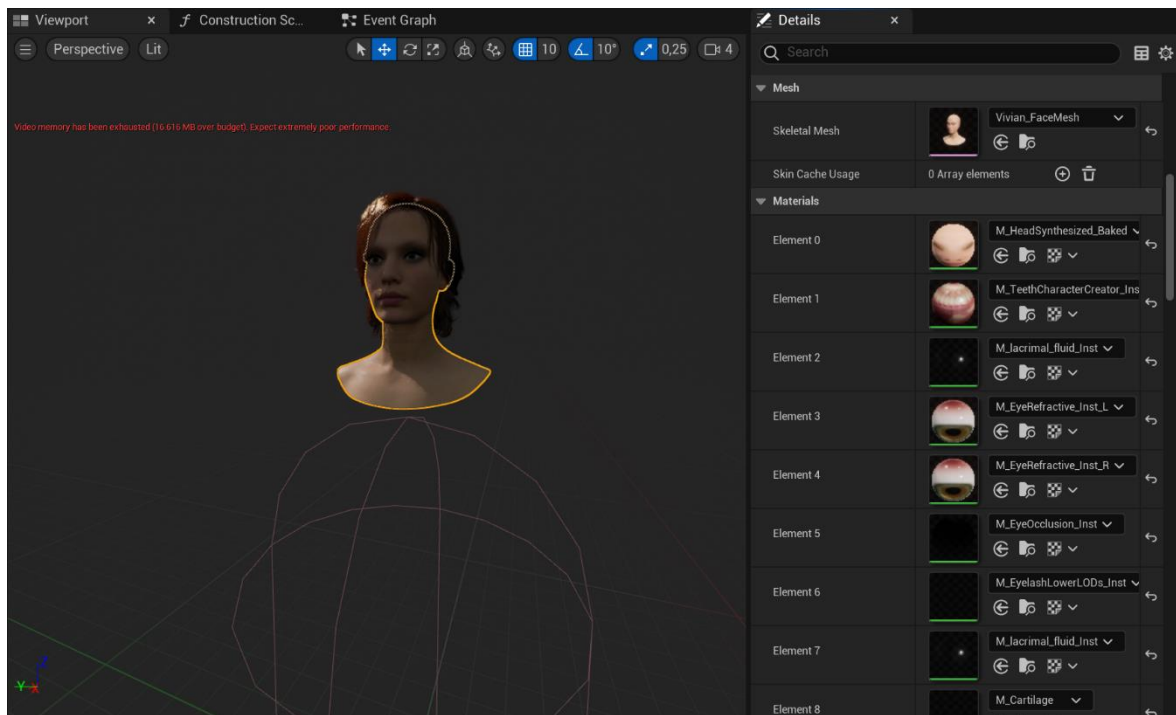 Viewport
Construction Sc...
Event Graph
Perspective
Lit
10
10°
0,25
4
Video memory has been exhausted (16.616 MB over budget). Expect extremely poor performance.
Details
Search
Mesh
Skeletal Mesh
Vivian_FaceMesh
Skin Cache Usage
0 Array elements
Materials
Element 0
M_HeadSynthesized_Baked
Element 1
M_TeethCharacterCreator_Ins
Element 2
M_lacrimal_fluid_Inst
Element 3
M_EyeRefractive_Inst_L
Element 4
M_EyeRefractive_Inst_R
Element 5
M_EyeOcclusion_Inst
Element 6
M_EyelashLowerLODs_Inst
Element 7
M_lacrimal_fluid_Inst
Element 8
M_Cartilage
Z
Y
X